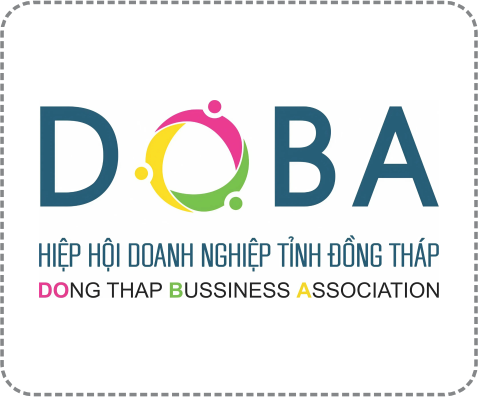 DOBA
HIỆP HỘI DOANH NGHIỆP TỈNH ĐỒNG THÁP
DONG THAP BUSSINESS ASSOCIATION